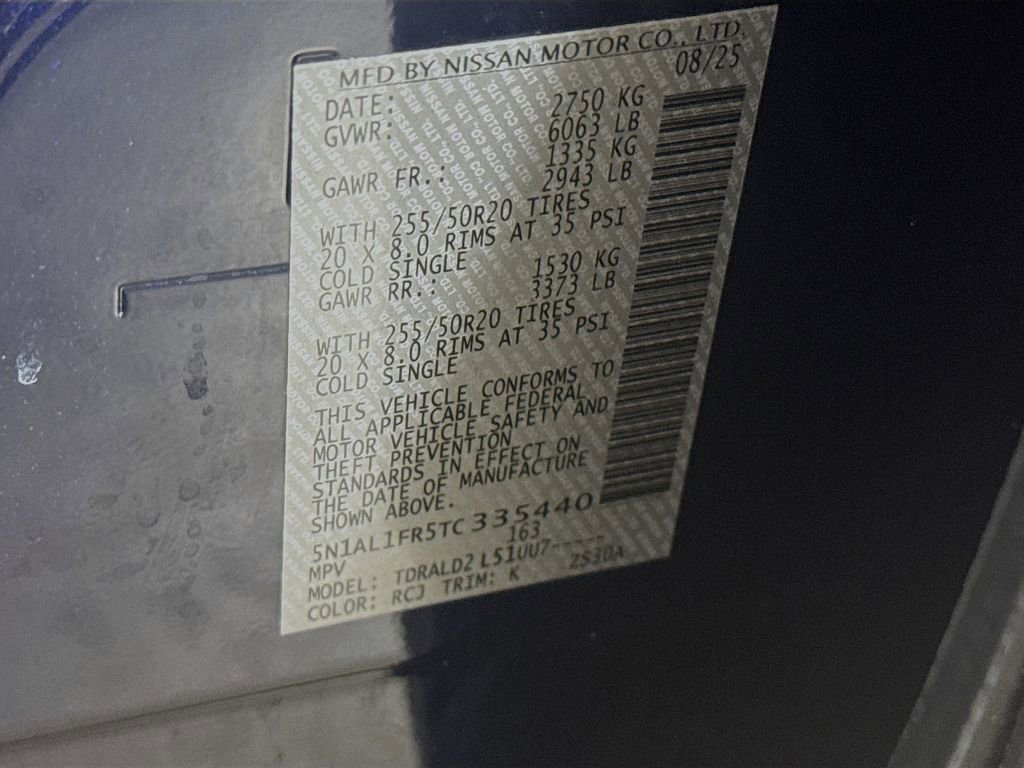 MFD BY NISSAN MOTOR CO., LTD.
DATE: 08/25
GVWR: 2750 KG
6063 LB
GAWR FR.: 1335 KG
2943 LB
WITH 255/50R20 TIRES
20 X 8.0 RIMS AT 35 PSI
COLD SINGLE
GAWR RR.: 1530 KG
3373 LB
WITH 255/50R20 TIRES
20 X 8.0 RIMS AT 35 PSI
COLD SINGLE
THIS VEHICLE CONFORMS TO
ALL APPLICABLE FEDERAL
MOTOR VEHICLE SAFETY AND
THEFT PREVENTION
STANDARDS IN EFFECT ON
THE DATE OF MANUFACTURE
SHOWN ABOVE.
5N1AL1FR5TC335440
MPV 163
MODEL: TDRALD2L51UU7-----
COLOR: RCJ TRIM: K ZS30A